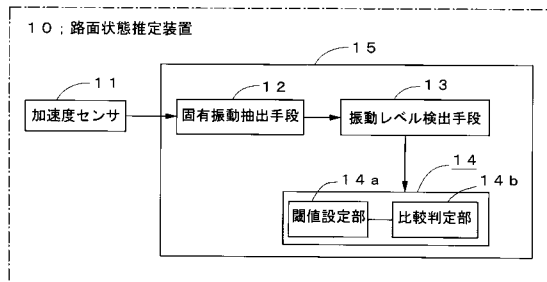 10;路面状態推定装置
15
11
加速度センサ
12
固有振動抽出手段
13
振動レベル検出手段
14
14a
閾値設定部
14b
比較判定部